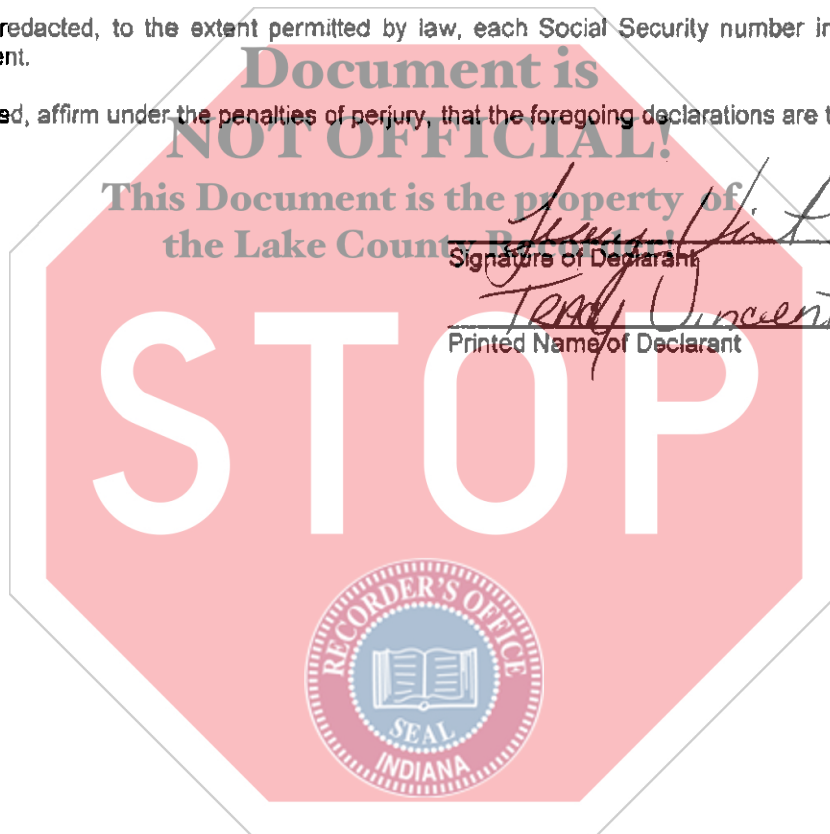 redacted, to the extent permitted by law, each Social Security number in
ent.
Document is
ed, affirm under the penalties of perjury, that the foregoing declarations are t
NOT OFFICIAL!
This Document is the property of
the Lake County Recorder!
Signature of Declarant
Vincent
Printed Name of Declarant
STOP
RECORDER'S OFFICE
SEAL
INDIANA